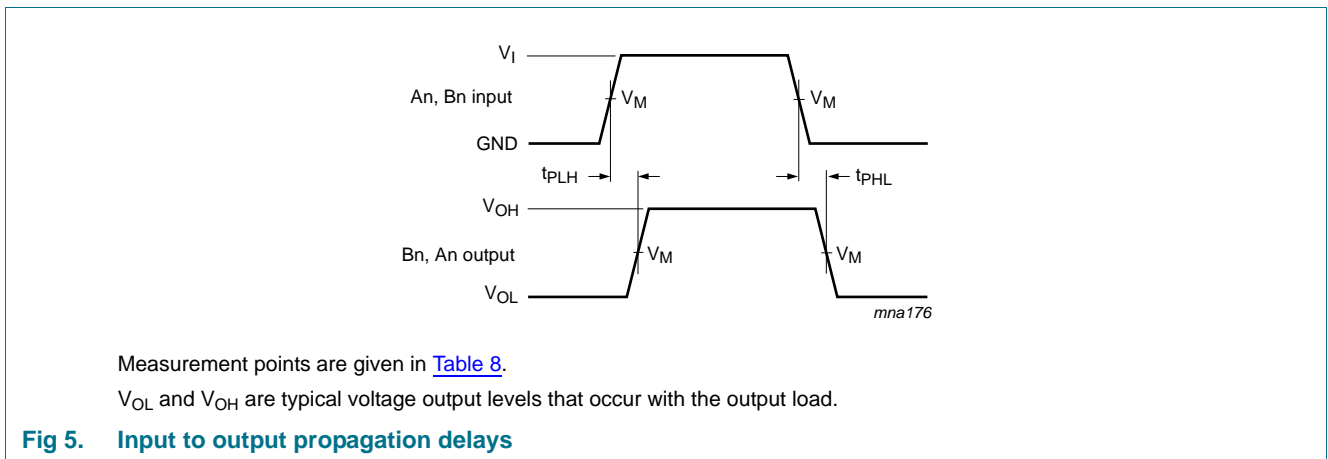 VI
An, Bn input
VM
VM
GND
tPLH
tPHL
VOH
Bn, An output
VM
VM
VOL
mna176
Measurement points are given in Table 8.
VOL and VOH are typical voltage output levels that occur with the output load.
Fig 5. Input to output propagation delays